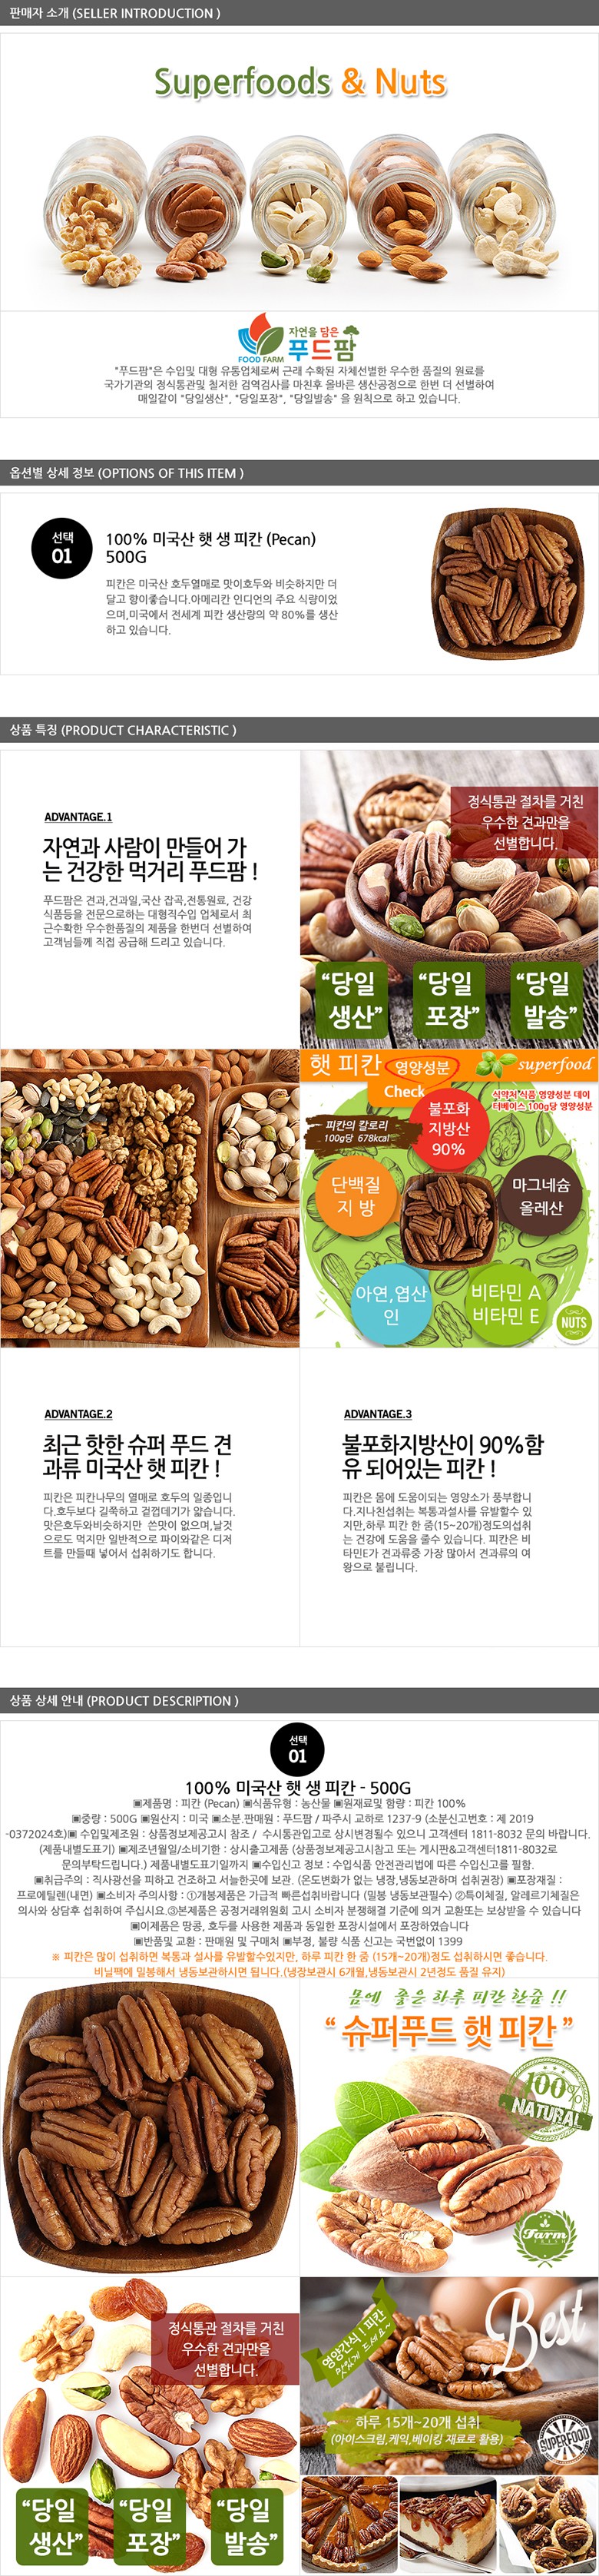 판매자 소개 (SELLER INTRODUCTION )
Superfoods & Nuts
FOOD FARM
자연을 담은
푸드팜
"푸드팜"은 수입및 대형 유통업체로써 근래 수확된 자체선별한 우수한 품질의 원료를
국가기관의 정식통관및 철저한 검역검사를 마친후 올바른 생산공정으로 한번 더 선별하여
매일같이 "당일생산", "당일포장", "당일발송" 을 원칙으로 하고 있습니다.
옵션별 상세 정보 (OPTIONS OF THIS ITEM )
선택
01
100% 미국산 햇 생 피칸 (Pecan)
500G
피칸은 미국산 호두열매로 맛이호두와 비슷하지만 더
달고 향이좋습니다.아메리칸 인디언의 주요 식량이었
으며,미국에서 전세계 피칸 생산량의 약 80%를 생산
하고 있습니다.
상품 특징 (PRODUCT CHARACTERISTIC )
ADVANTAGE.1
자연과 사람이 만들어 가
는 건강한 먹거리 푸드팜 !
푸드팜은 견과,건과일,국산 잡곡,전통원료, 건강
식품등을 전문으로하는 대형직수입 업체로서 최
근수확한 우수한품질의 제품을 한번더 선별하여
고객님들께 직접 공급해 드리고 있습니다.
정식통관 절차를 거친
우수한 견과만을
선별합니다.
“당일
생산”
“당일
포장”
“당일
발송”
햇 피칸 영양성분
Check
superfood
식약처 식품 영양성분 데이
터베이스 100g당 영양성분
피칸의 칼로리
100g당 678kcal
불포화
지방산
90%
단백질
지 방
마그네슘
올레산
아연,엽산
인
비타민 A
비타민 E
NUTS
ADVANTAGE.2
최근 핫한 슈퍼 푸드 견
과류 미국산 햇 피칸 !
피칸은 피칸나무의 열매로 호두의 일종입니
다.호두보다 길쭉하고 겉껍데기가 얇습니다.
맛은호두와비슷하지만 쓴맛이 없으며,날것
으로도 먹지만 일반적으로 파이와같은 디저
트를 만들때 넣어서 섭취하기도 합니다.
ADVANTAGE.3
불포화지방산이 90%함
유 되어있는 피칸 !
피칸은 몸에 도움이되는 영양소가 풍부합니
다.지나친섭취는 복통과설사를 유발할수 있
지만,하루 피칸 한 줌(15~20개)정도의섭취
는 건강에 도움을 줄수 있습니다. 피칸은 비
타민E가 견과류중 가장 많아서 견과류의 여
왕으로 불립니다.
상품 상세 안내 (PRODUCT DESCRIPTION )
선택
01
100% 미국산 햇 생 피칸 - 500G
▣제품명 : 피칸 (Pecan) ▣식품유형 : 농산물 ▣원재료및 함량 : 피칸 100%
▣중량 : 500G ▣원산지 : 미국 ▣소분.판매원 : 푸드팜 / 파주시 교하로 1237-9 (소분신고번호 : 제 2019
-0372024호)▣ 수입및제조원 : 상품정보제공고시 참조 / 수시통관입고로 상시변경될수 있으니 고객센터 1811-8032 문의 바랍니다.
(제품내별도표기) ▣제조년월일/소비기한 : 상시출고제품 (상품정보제공고시참고 또는 게시판&고객센터1811-8032로
문의부탁드립니다.) 제품내별도표기일까지 ▣수입신고 정보 : 수입식품 안전관리법에 따른 수입신고를 필함.
▣취급주의 : 직사광선을 피하고 건조하고 서늘한곳에 보관. (온도변화가 없는 냉장,냉동보관하며 섭취권장) ▣포장재질 :
프로에틸렌(내면) ▣소비자 주의사항 : ①개봉제품은 가급적 빠른섭취바랍니다 (밀봉 냉동보관필수) ②특이체질, 알레르기체질은
의사와 상담후 섭취하여 주십시요.③본제품은 공정거래위원회 고시 소비자 분쟁해결 기준에 의거 교환또는 보상받을 수 있습니다
▣이제품은 땅콩, 호두를 사용한 제품과 동일한 포장시설에서 포장하였습니다
▣반품및 교환 : 판매원 및 구매처 ▣부정, 불량 식품 신고는 국번없이 1399
※ 피칸은 많이 섭취하면 복통과 설사를 유발할수있지만, 하루 피칸 한 줌 (15개~20개)정도 섭취하시면 좋습니다.
비닐팩에 밀봉해서 냉동보관하시면 됩니다.(냉장보관시 6개월,냉동보관시 2년정도 품질 유지)
몸에 좋은 하루 피칸 한줌 !!
“ 슈퍼푸드 햇 피칸 ”
100%
NATURAL
Farm
정식통관 절차를 거친
우수한 견과만을
선별합니다.
“당일
생산”
“당일
포장”
“당일
발송”
영양간식 | 피칸
맛있게 드세요~
Best
하루 15개~20개 섭취
(아이스크림,케익,베이킹 재료로 활용)
SUPERFOOD